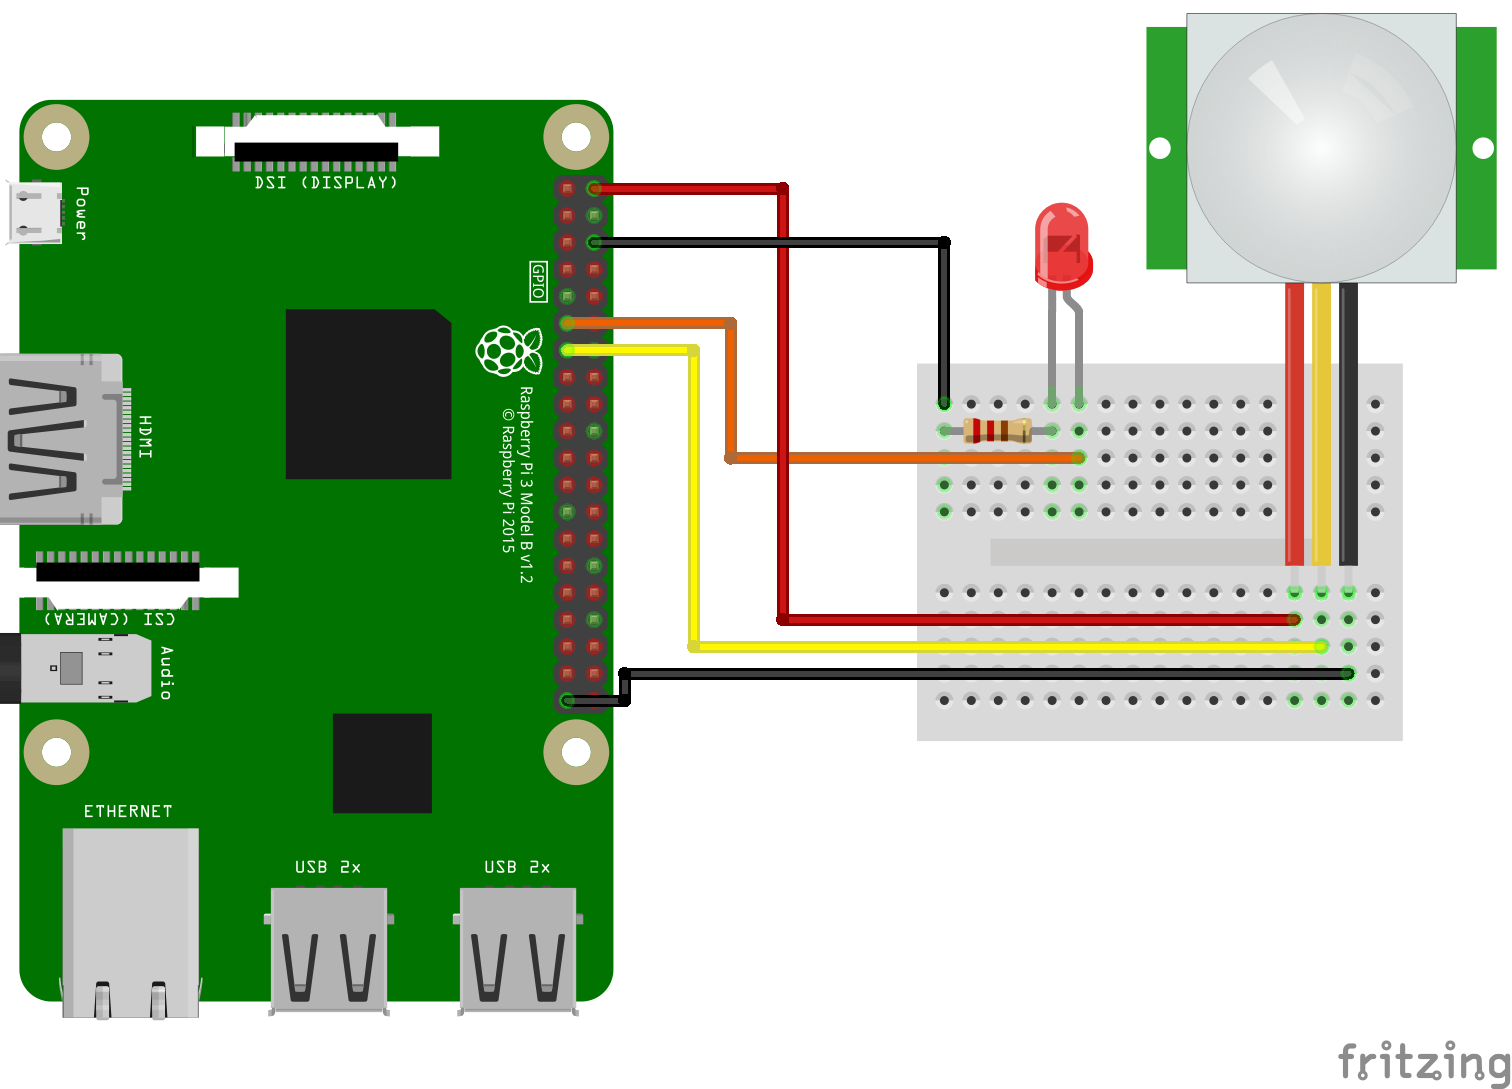 DSI (DISPLAY)
Power
GPIO
HDMI
Raspberry Pi 3 Model B v1.2
© Raspberry Pi 2015
CSI (CAMERA)
Audio
ETHERNET
USB 2x
USB 2x
fritzing